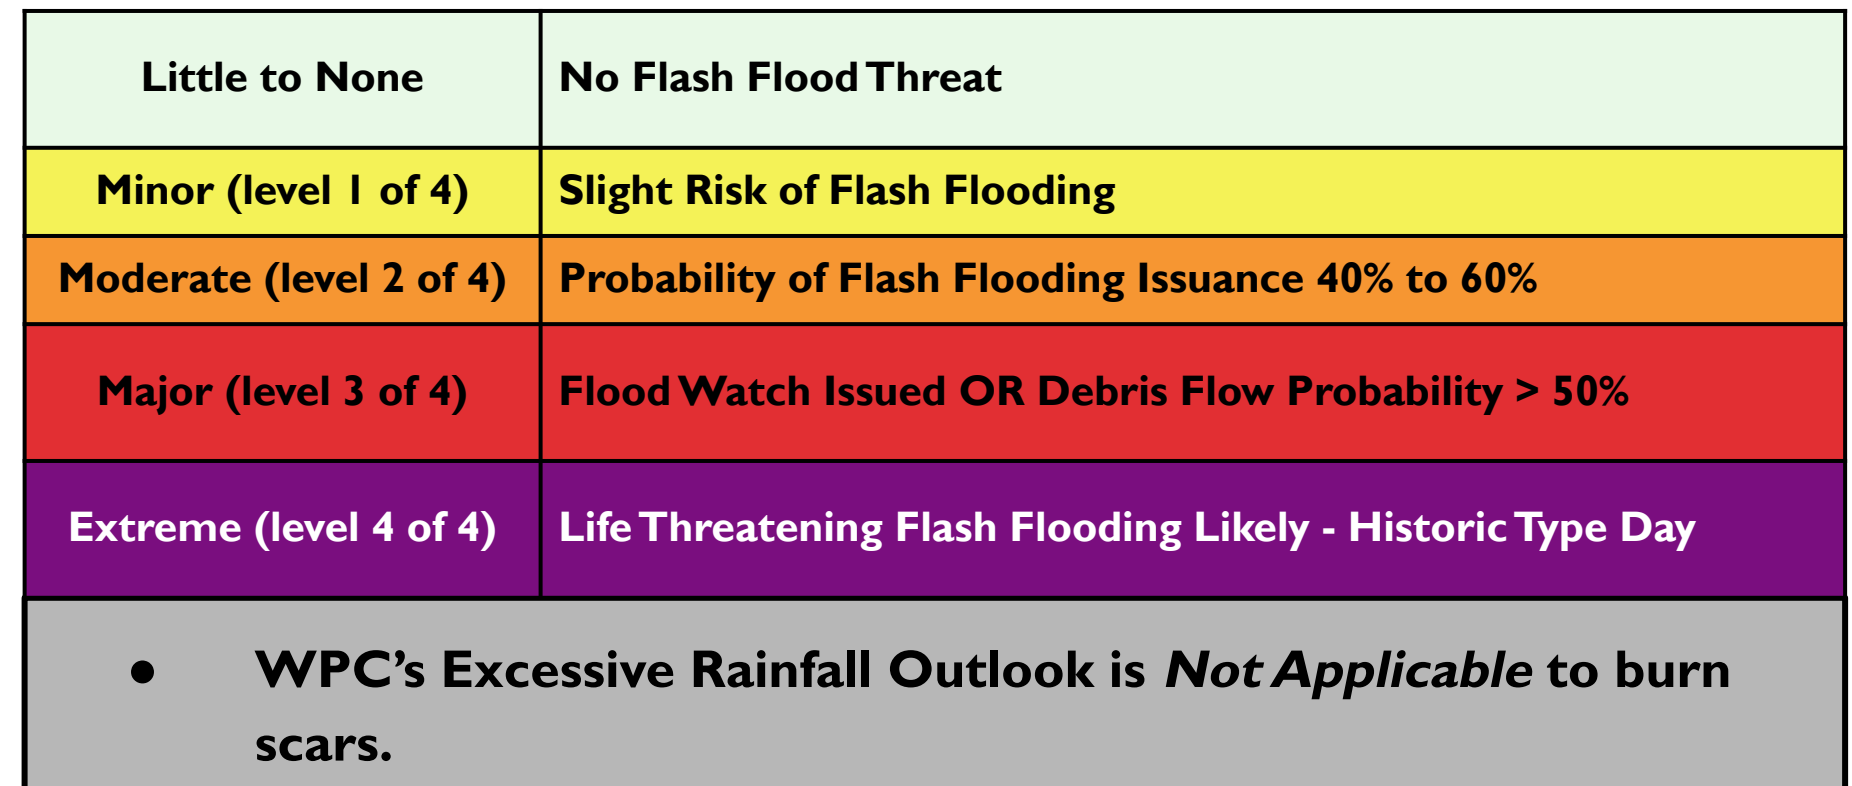 Little to None
No Flash Flood Threat
Minor (level 1 of 4)
Slight Risk of Flash Flooding
Moderate (level 2 of 4)
Probability of Flash Flooding Issuance 40% to 60%
Major (level 3 of 4)
Flood Watch Issued OR Debris Flow Probability > 50%
Extreme (level 4 of 4)
Life Threatening Flash Flooding Likely - Historic Type Day
● WPC’s Excessive Rainfall Outlook is Not Applicable to burn
scars.